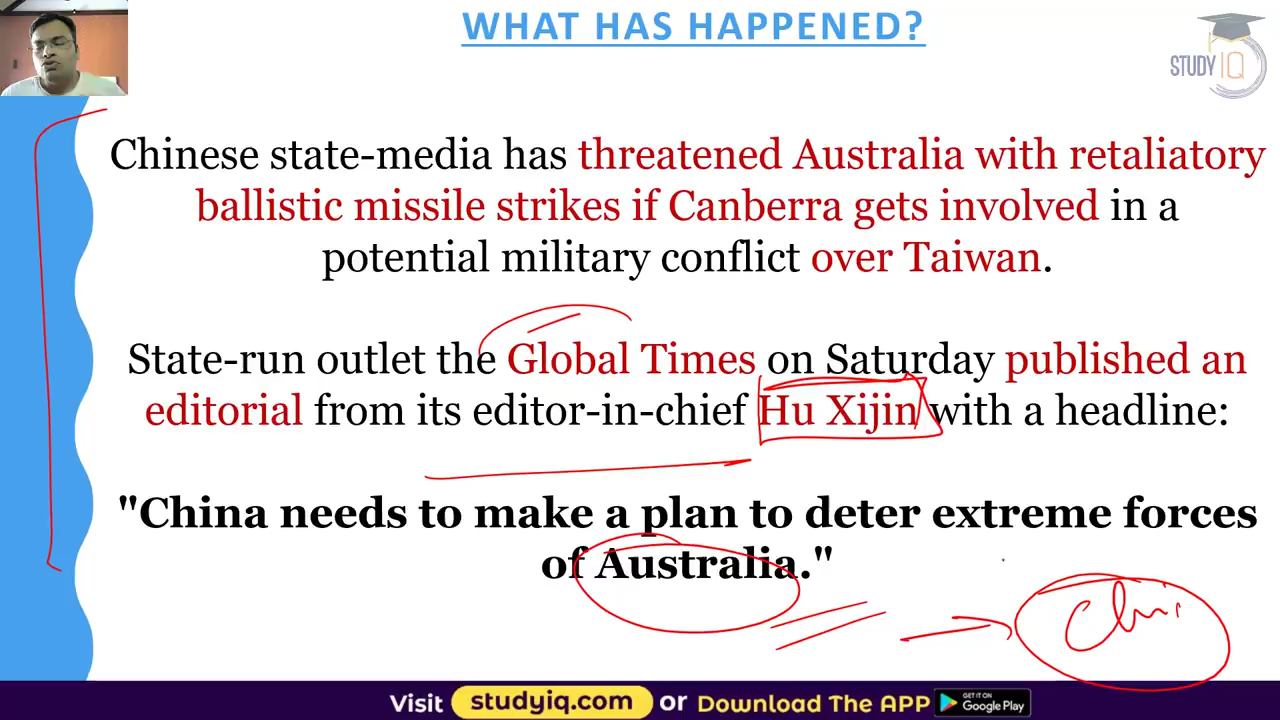 WHAT HAS HAPPENED?
STUDY IQ
Chinese state-media has threatened Australia with retaliatory
ballistic missile strikes if Canberra gets involved in a
potential military conflict over Taiwan.
State-run outlet the Global Times on Saturday published an
editorial from its editor-in-chief Hu Xijin with a headline:
"China needs to make a plan to deter extreme forces
of Australia."
Visit studyiq.com or Download The APP GET IT ON Google Play